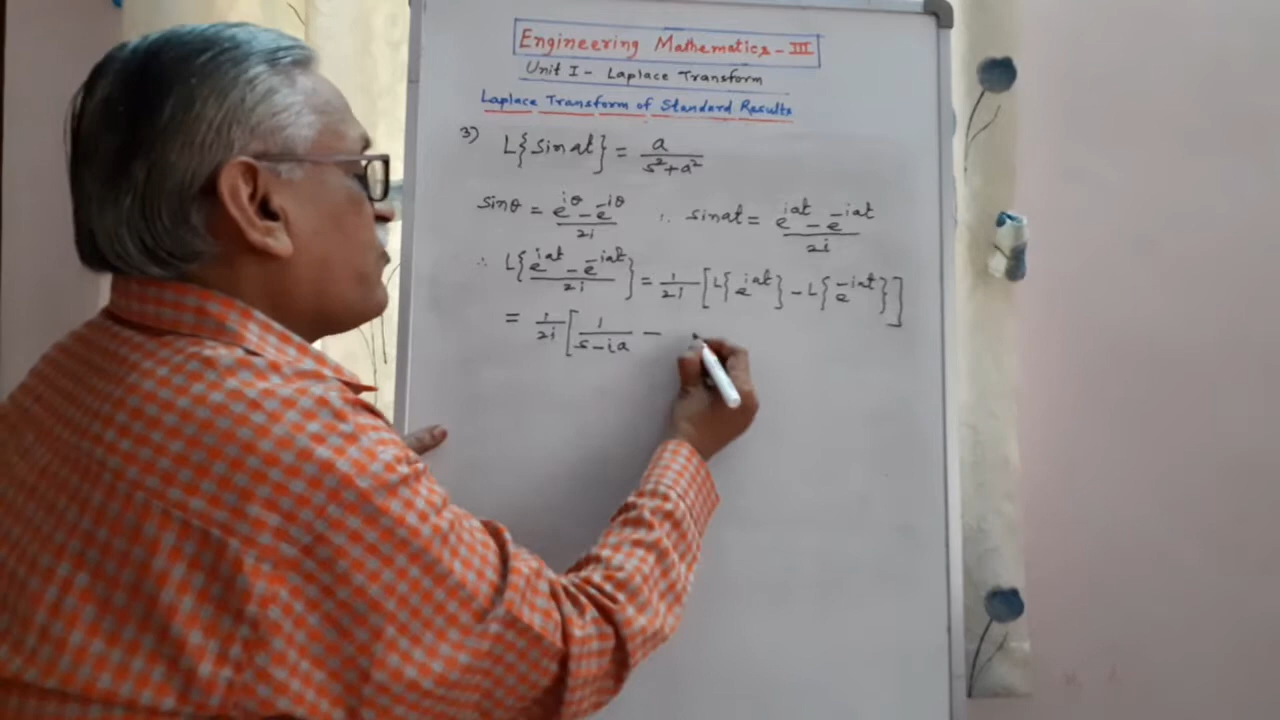 Engineering Mathematics - III
Unit I - Laplace Transform
Laplace Transform of Standard Results
3) L{sin at} = a / (s² + a²)
sinθ = (e^{iθ} - e^{-iθ}) / 2i ∴ sin at = (e^{iat} - e^{-iat}) / 2i
∴ L{(e^{iat} - e^{-iat}) / 2i} = 1/2i [L{e^{iat}} - L{e^{-iat}}]
= 1/2i [1/(s - ia) -